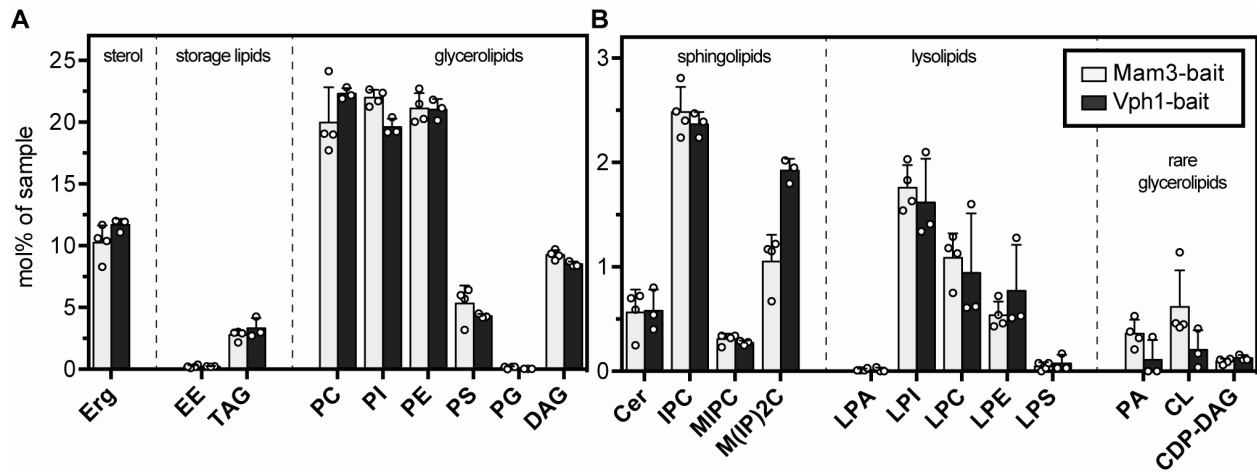 A
sterol
storage lipids
glycerolipids
mol% of sample
25
20
15
10
5
0
Erg
EE
TAG
PC
PI
PE
PS
PG
DAG
B
sphingolipids
lysolipids
Mam3-bait
Vph1-bait
rare
glycerolipids
3
2
1
0
Cer
IPC
MIPC
M(IP)2C
LPA
LPI
LPC
LPE
LPS
PA
CL
CDP-DAG